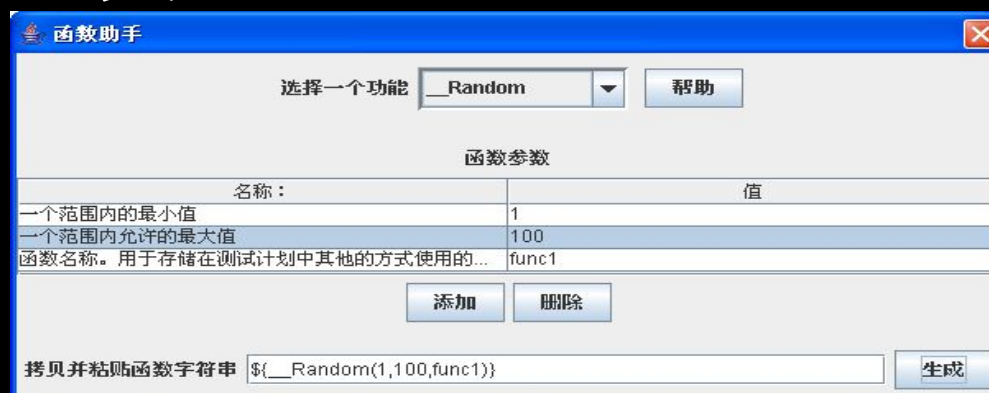 函数助手
选择一个功能 __Random 帮助
函数参数
名称： 值
一个范围内的最小值 1
一个范围内允许的最大值 100
函数名称。用于存储在测试计划中其他的方式使用的... func1
添加 删除
拷贝并粘贴函数字符串 ${__Random(1,100,func1)} 生成